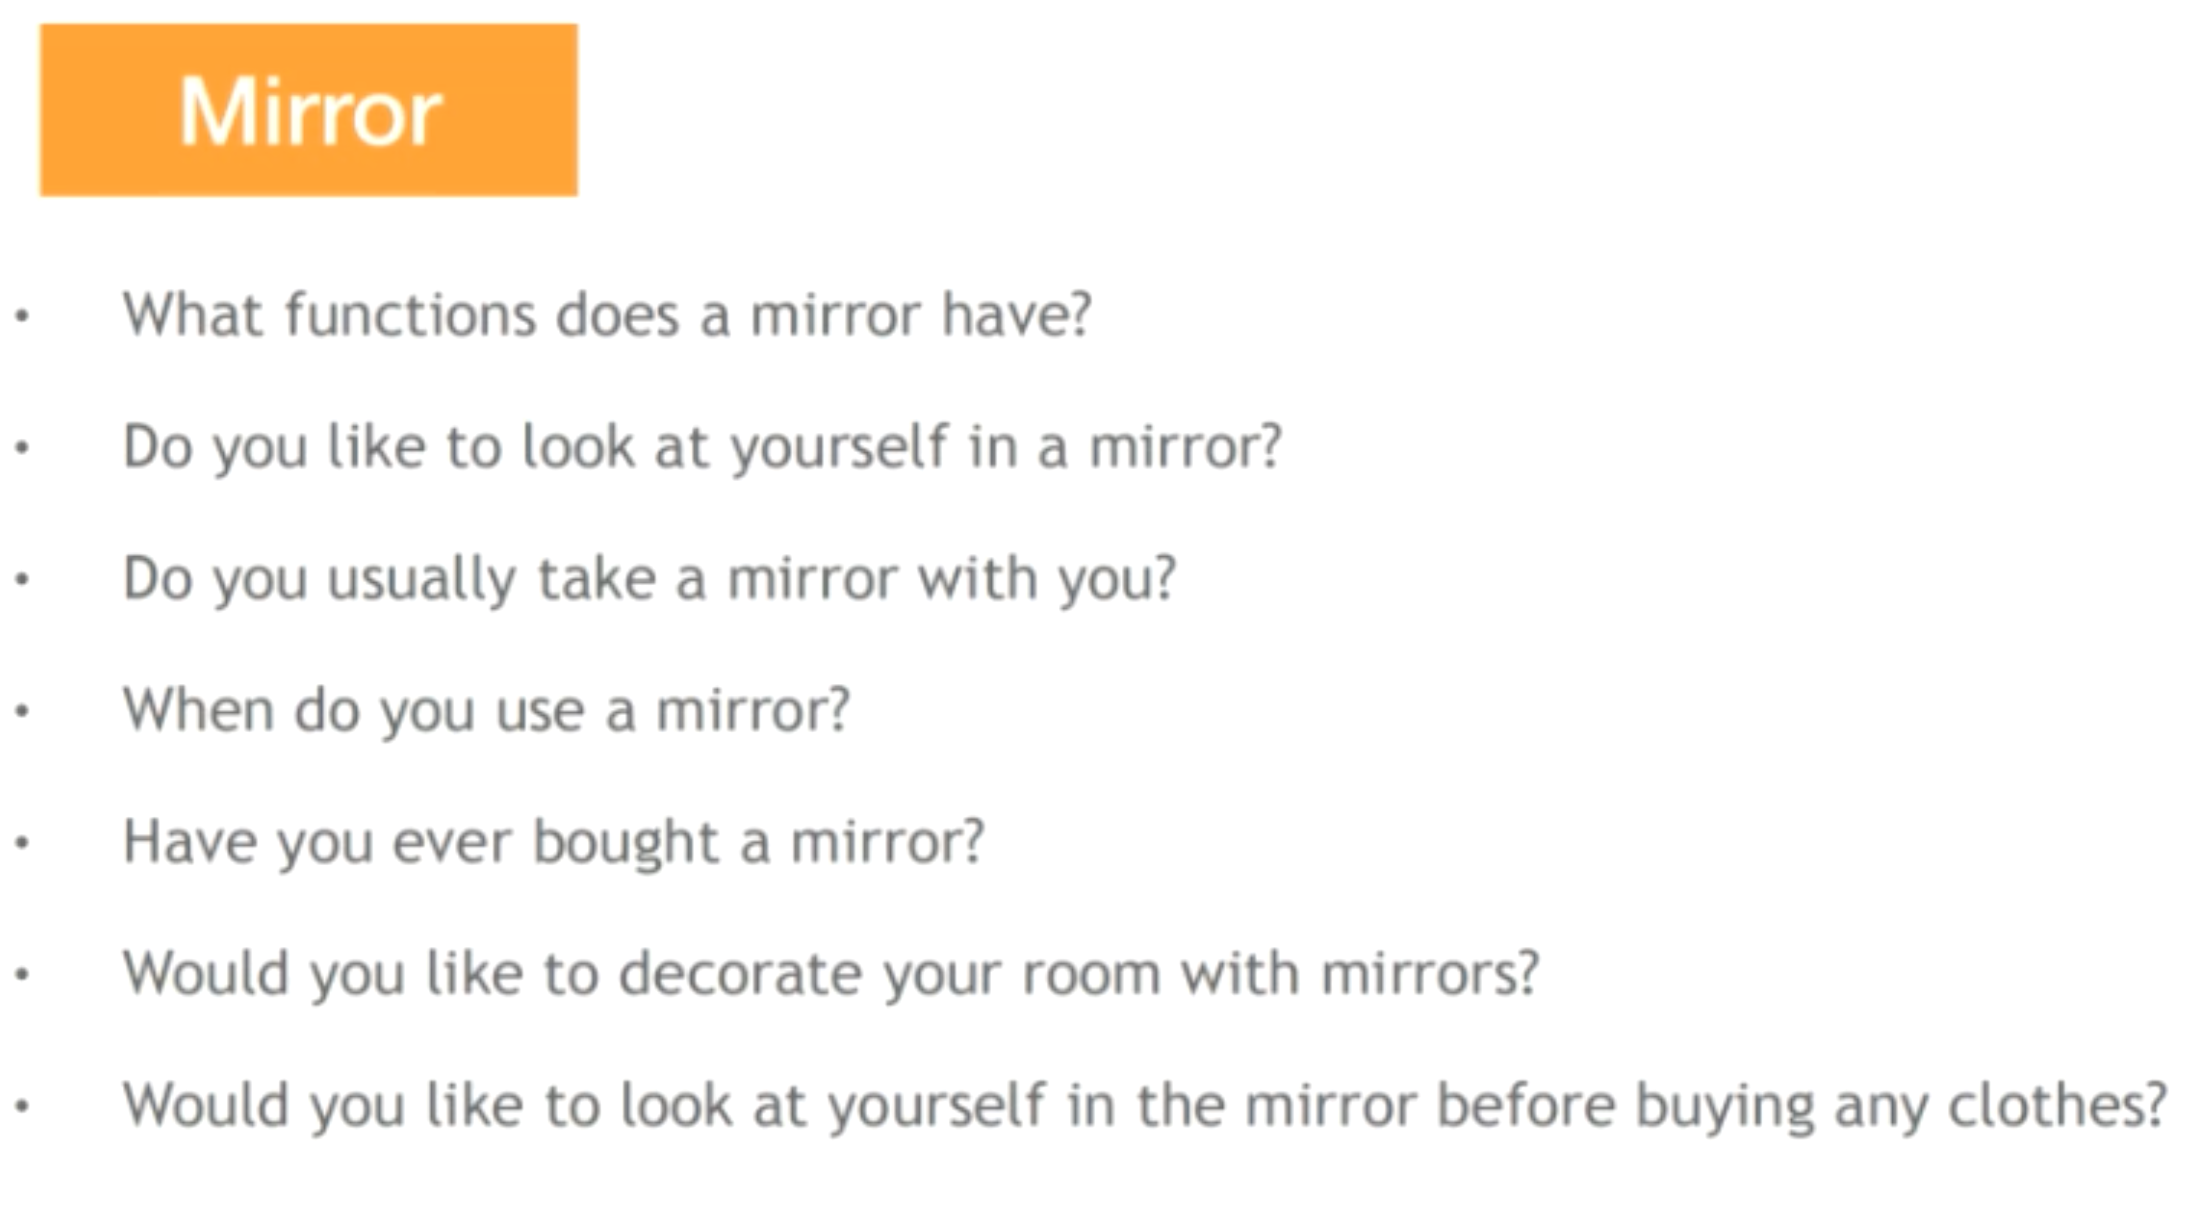 Mirror
• What functions does a mirror have?
• Do you like to look at yourself in a mirror?
• Do you usually take a mirror with you?
• When do you use a mirror?
• Have you ever bought a mirror?
• Would you like to decorate your room with mirrors?
• Would you like to look at yourself in the mirror before buying any clothes?